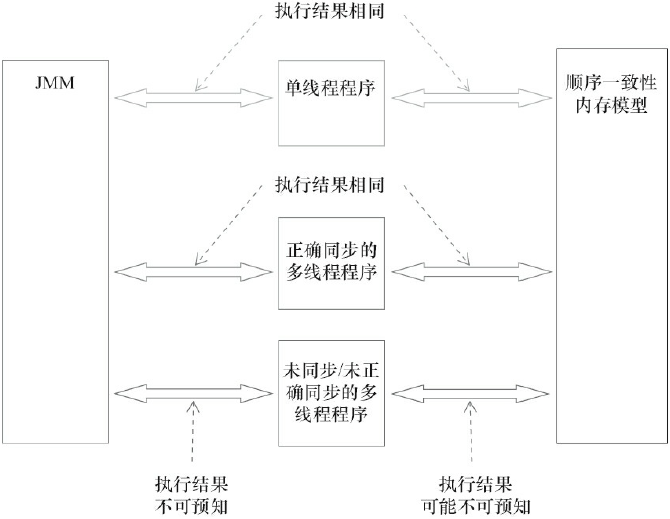 执行结果相同
JMM
单线程程序
顺序一致性
内存模型
执行结果相同
正确同步的
多线程程序
未同步/未正
确同步的多
线程程序
执行结果
不可预知
执行结果
可能不可预知